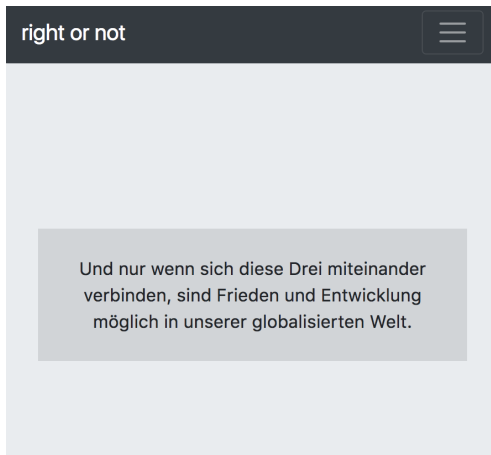 right or not
Und nur wenn sich diese Drei miteinander
verbinden, sind Frieden und Entwicklung
möglich in unserer globalisierten Welt.